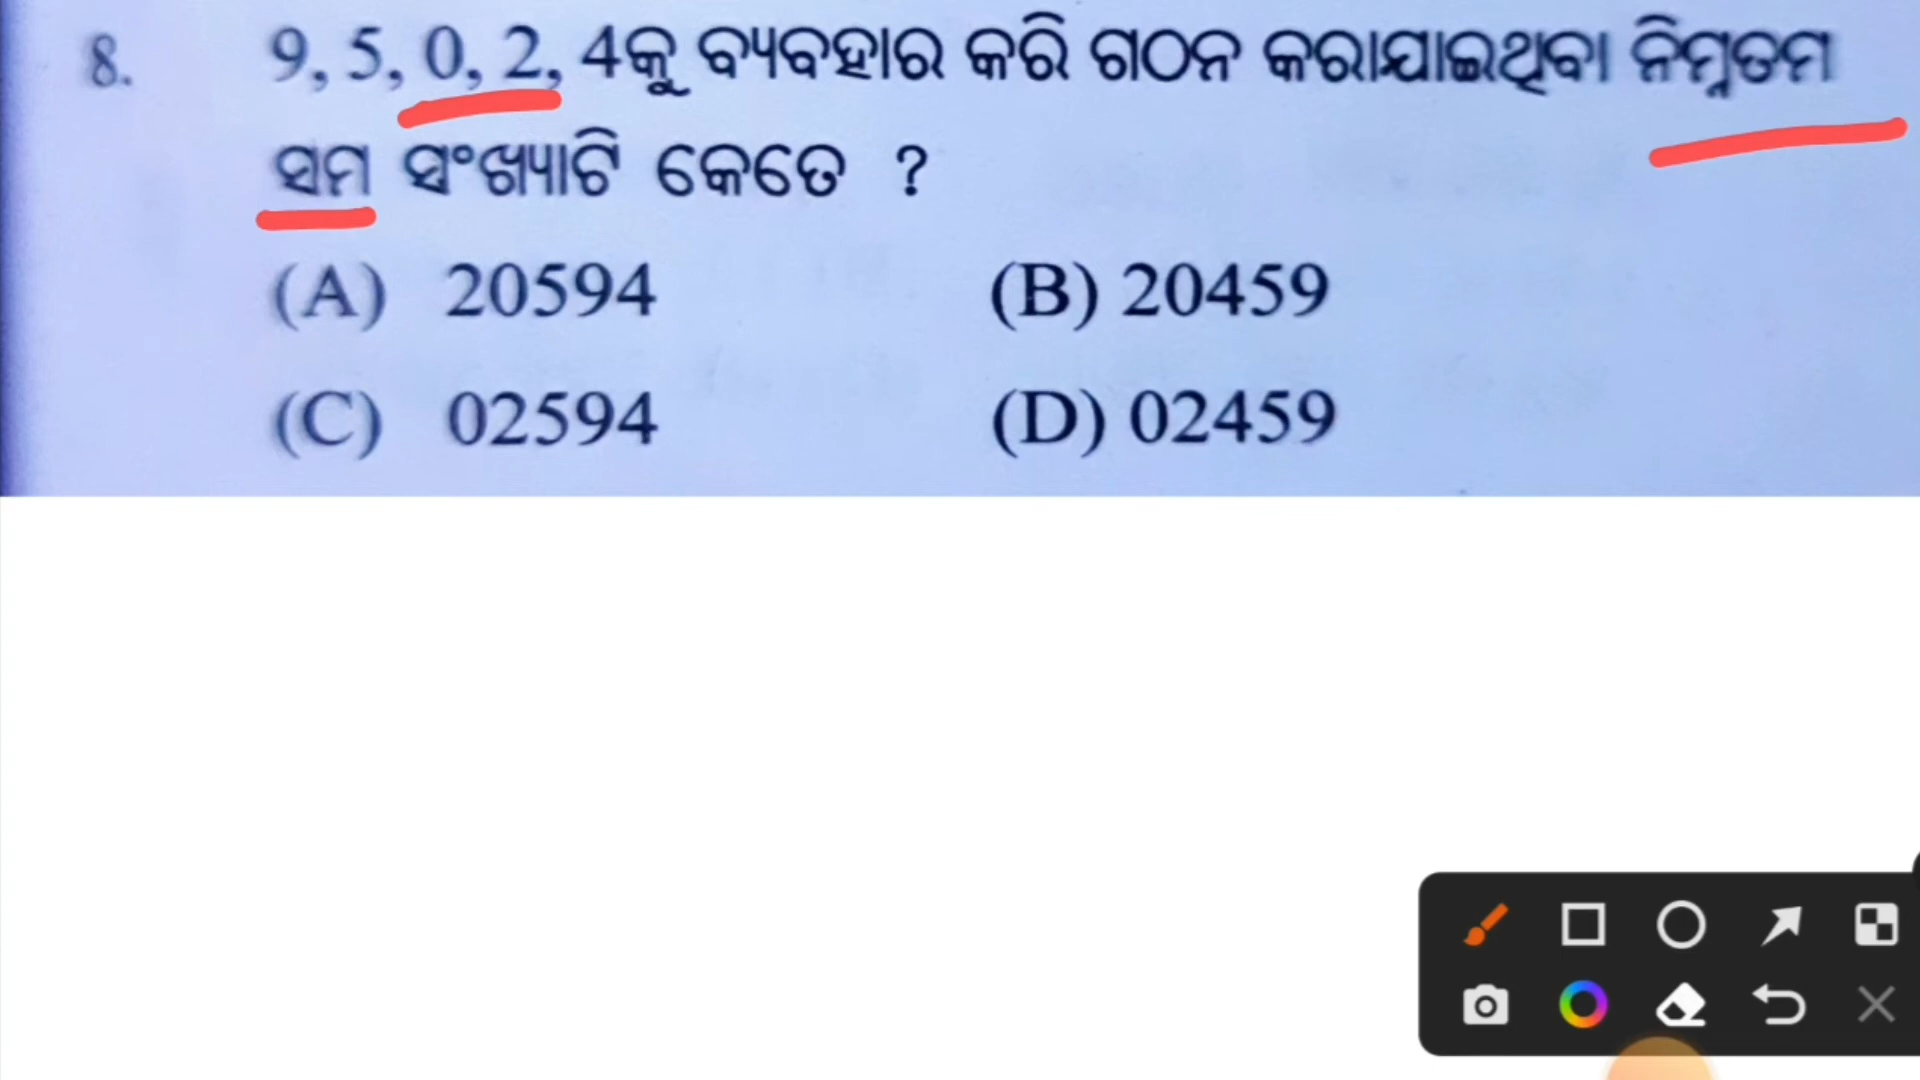 8. 9, 5, 0, 2, 4କୁ ବ୍ୟବହାର କରି ଗଠନ କରାଯାଇଥିବା ନିମ୍ନତମ
ସମ ସଂଖ୍ୟାଟି କେତେ ?
(A) 20594 (B) 20459
(C) 02594 (D) 02459